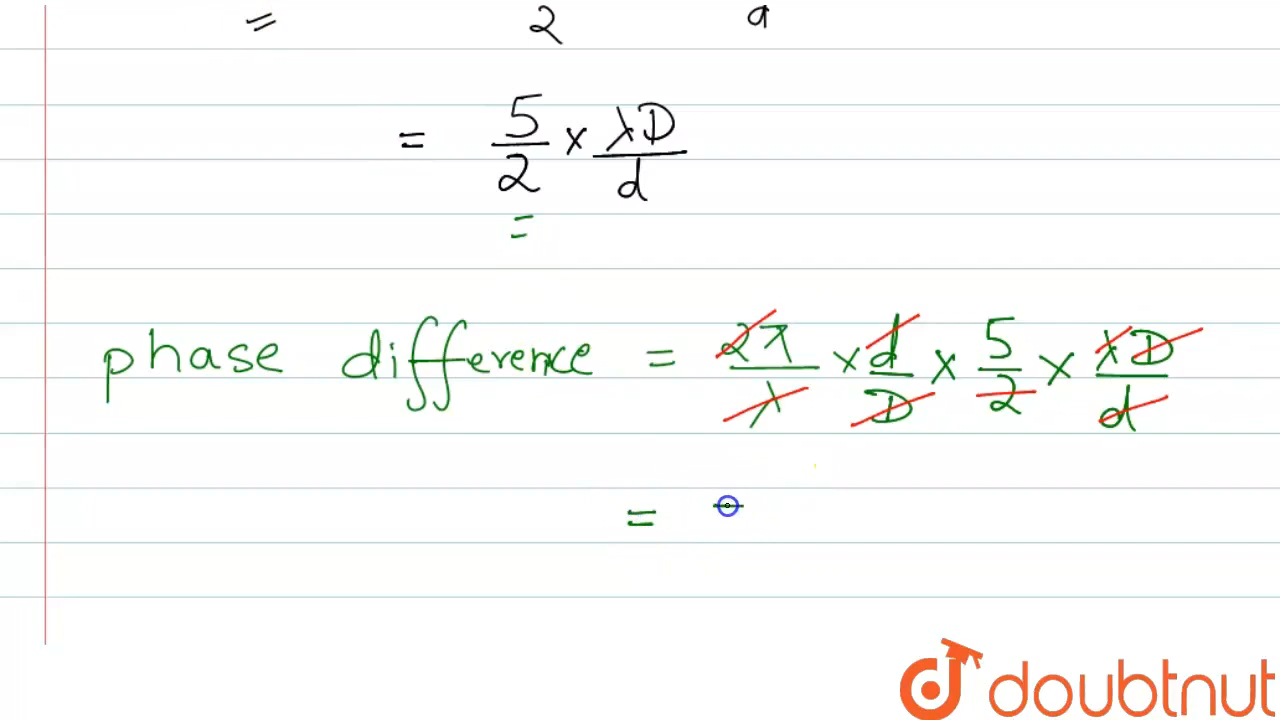 = 2 a
= 5/2 × λD/d
=
phase difference = 2π/λ × d/D × 5/2 × λD/d
=
doubtnut